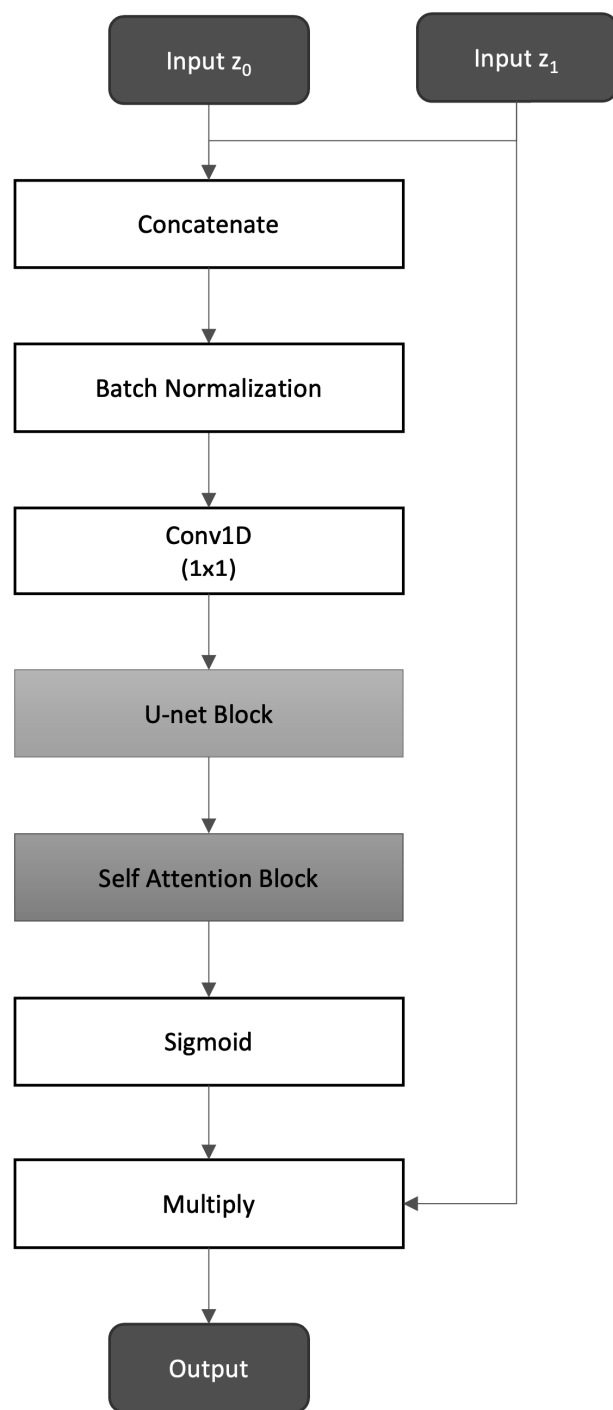 Input z₀
Input z₁
Concatenate
Batch Normalization
Conv1D
(1x1)
U-net Block
Self Attention Block
Sigmoid
Multiply
Output